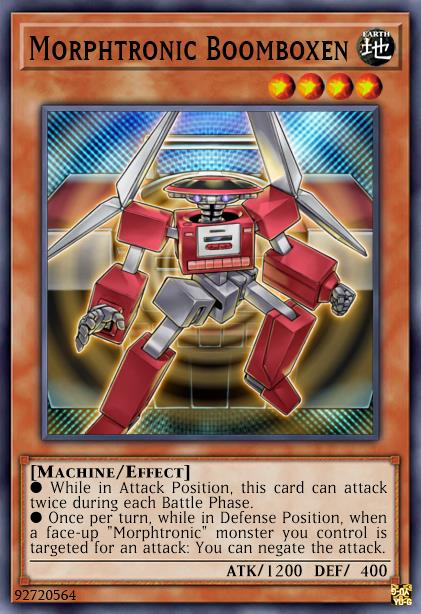 MORPHTRONIC BOOMBOXEN
EARTH
地
[MACHINE/EFFECT]
● While in Attack Position, this card can attack
twice during each Battle Phase.
● Once per turn, while in Defense Position, when
a face-up "Morphtronic" monster you control is
targeted for an attack: You can negate the attack.
ATK/1200 DEF/ 400
92720564